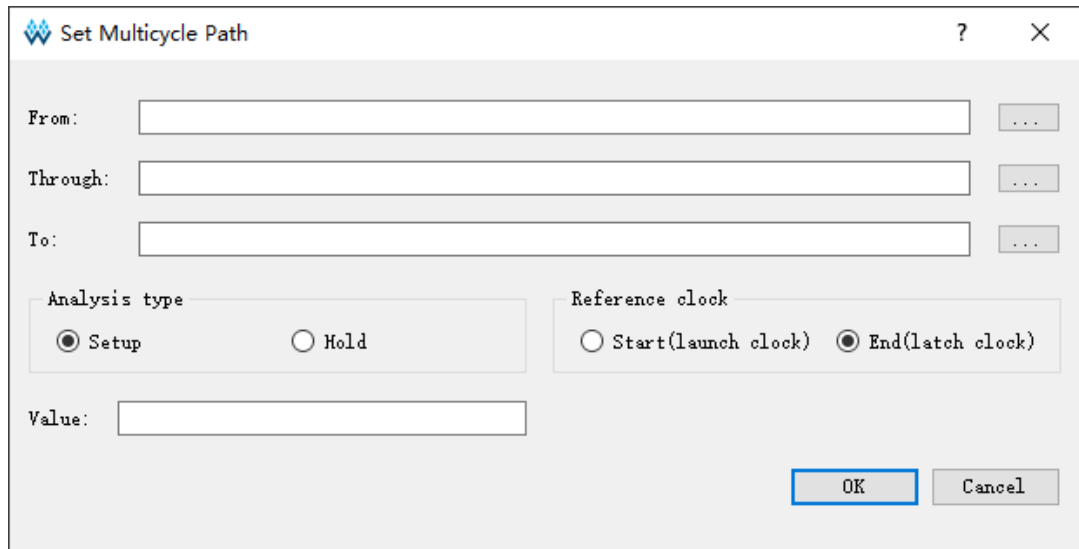 Set Multicycle Path ?
From: ...
Through: ...
To: ...
Analysis type Reference clock
Setup Hold Start(launch clock) End(latch clock)
Value:
OK Cancel